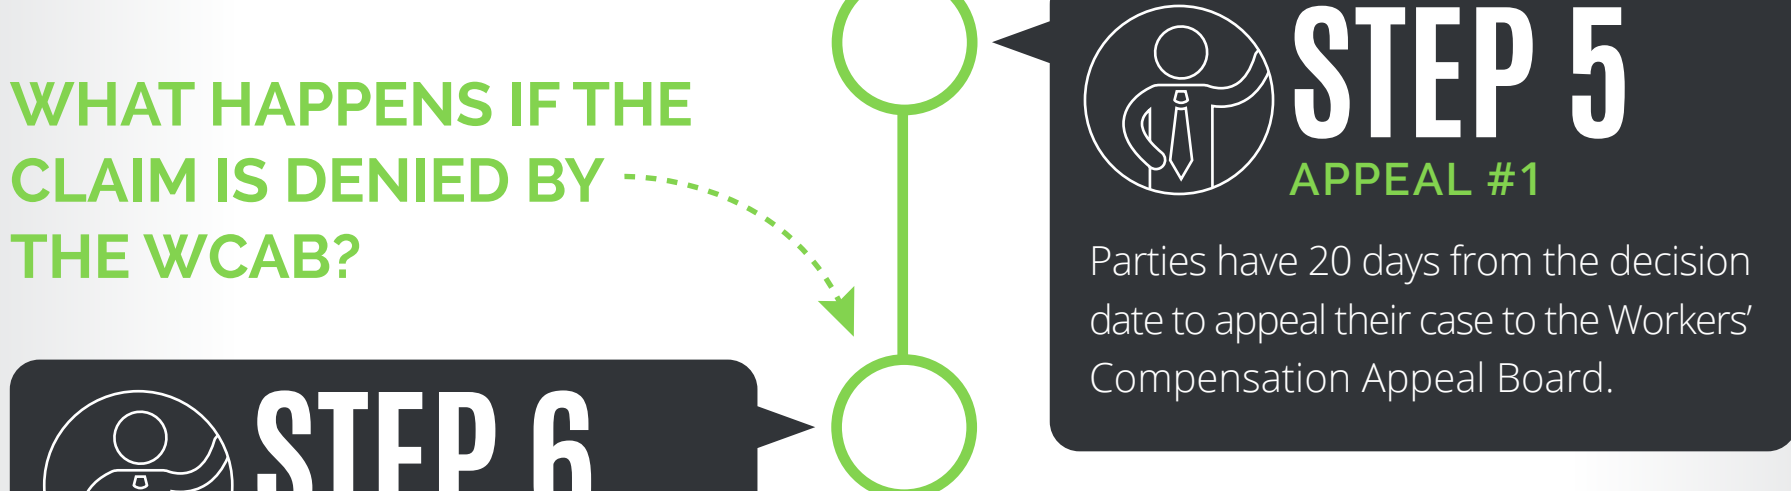 STEP 5
APPEAL #1
Parties have 20 days from the decision
date to appeal their case to the Workers’
Compensation Appeal Board.
WHAT HAPPENS IF THE
CLAIM IS DENIED BY
THE WCAB?
STEP 6